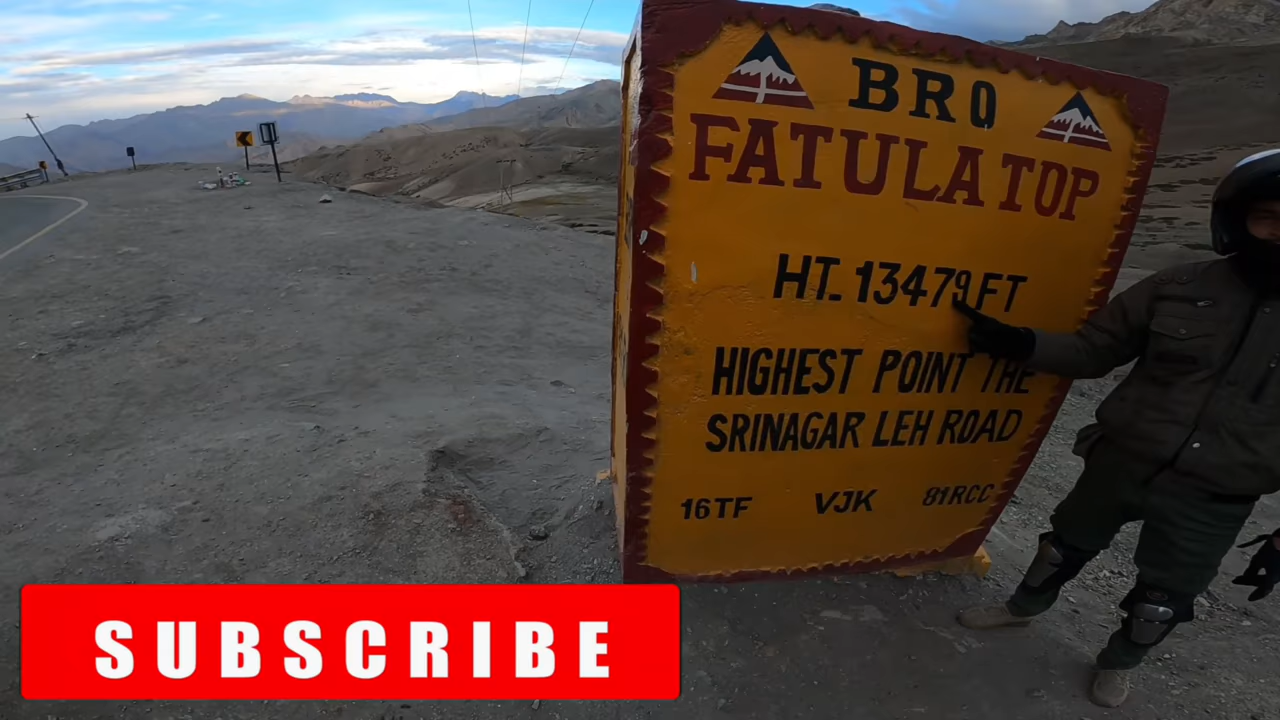 BRO
FATULA TOP
HT. 13479 FT
HIGHEST POINT THE
SRINAGAR LEH ROAD
16TF VJK 81RCC
SUBSCRIBE